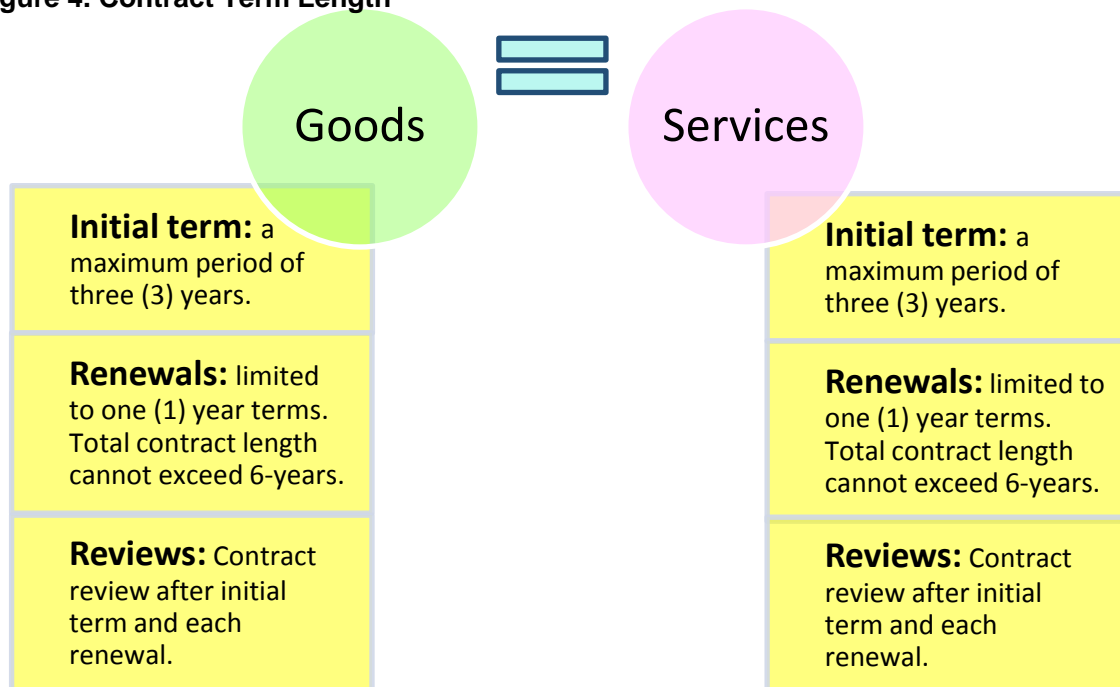 Contract Term Length
Goods
Services
Initial term: a
maximum period of
three (3) years.
Renewals: limited
to one (1) year terms.
Total contract length
cannot exceed 6-years.
Reviews: Contract
review after initial
term and each
renewal.
Initial term: a
maximum period of
three (3) years.
Renewals: limited to
one (1) year terms.
Total contract length
cannot exceed 6-years.
Reviews: Contract
review after initial
term and each
renewal.